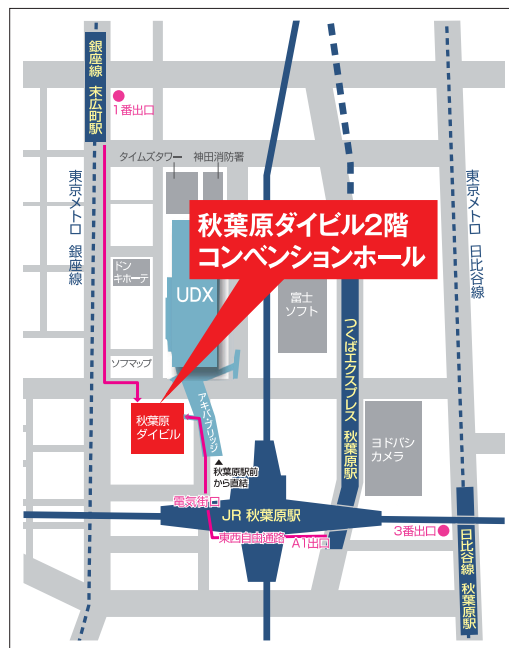 銀座線 末広町駅
1番出口
タイムズタワー
神田消防署
東京メトロ 銀座線
東京メトロ 日比谷線
秋葉原ダイビル2階
コンベンションホール
ドン
キホーテ
UDX
富士
ソフト
つくばエクスプレス 秋葉原駅
ソフマップ
アキバ・ブリッジ
秋葉原
ダイビル
ヨドバシ
カメラ
▲
秋葉原駅前
から直結
電気街口
JR 秋葉原駅
東西自由通路
A1出口
3番出口
日比谷線 秋葉原駅